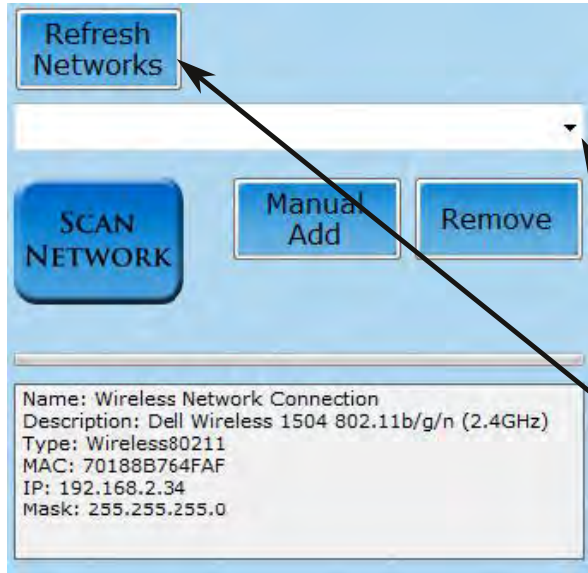 Refresh
Networks
SCAN
NETWORK
Manual
Add
Remove
Name: Wireless Network Connection
Description: Dell Wireless 1504 802.11b/g/n (2.4GHz)
Type: Wireless80211
MAC: 70188B764FAF
IP: 192.168.2.34
Mask: 255.255.255.0